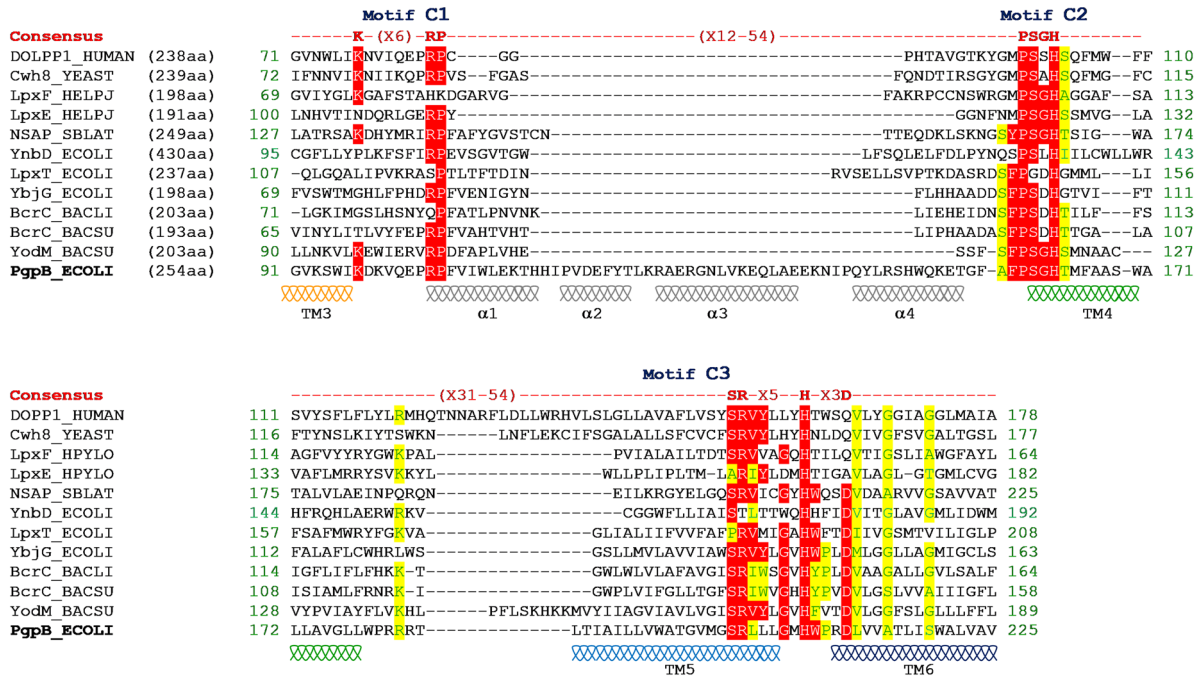 Motif C1 Motif C2
Consensus ------K-(X6)-RP---------------------(X12-54)---------------------PSGH--------
DOLPP1_HUMAN (238aa) 71 GVNWLIKNVIQEPRPC---GG-------------------------------------PHTAVGTKYGMPSSHSQFMW--FF 110
Cwh8_YEAST (239aa) 72 IFNNVIKNIIKQPRPVS--FGAS-----------------------------------FQNDTIRSGYGMPSAHSQFMG--FC 115
LpxF_HELPJ (198aa) 69 GVIYGLKGAFSTAHKDGARVG-------------------------------------FAKRPCCNSWRGMPSGHAGGAF--SA 113
LpxE_HELPJ (191aa) 100 LNHVTINDQRLGERPY------------------------------------------GGNFNMPSGHSSMVG--LA 132
NSAP_SBLAT (249aa) 127 LATRSAKDHYMRIRPFAFYGVSTCN--------------------------------TTEQDKLSKNGSYPSGHTSIG--WA 174
YnbD_ECOLI (430aa) 95 CGFLLYPLKFSFIRPEVSGVTGW--------------------------------LFSQLELFDLPYNQSPSLHIILCWLLWR 143
LpxT_ECOLI (237aa) 107 -QLQGALIPVKRASPTLTFTDIN-----------------------------RVSELLSVPTKDASRDSFPGDHGMML--LI 156
YbjG_ECOLI (198aa) 69 FVSWTMGHLFPHDRPFVENIGYN-----------------------------------FLHHAADDSFPSDHGTVI--FT 111
BcrC_BACLI (203aa) 71 -LGKIMGSLHSNYQPFATLPNVNK----------------------------------LIEHEIDNSFPSDHTILF--FS 113
BcrC_BACSU (193aa) 65 VINYLITLVYFEPRPFVAHTVHT-----------------------------------LIPHAADASFPSDHTTGA--LA 107
YodM_BACSU (203aa) 90 LLNKVLKEWIERVRPDFAPLVHE-------------------------------------SSF-SFPSGHSMNAAC---- 127
PgpB_ECOLI (254aa) 91 GVKSWIKDKVQEPRPFVIWLEKTHHIPVDEFYTLKRAERGNLVKEQLAEEKNIPQYLRSHWQKETGF-AFPSGHTMFAAS-WA 171
TM3 α1 α2 α3 α4 TM4
Motif C3
Consensus --------------(X31-54)--------------------SR-X5--H-X3D--------------
DOPP1_HUMAN 111 SVYSFLFLYLRMHQTNNARFLDLLWRHVLSLGLLAVAFLVSYSRVYLLYHTWSQVLYGGIAGGLMAIA 178
Cwh8_YEAST 116 FTYNSLKIYTSWKN------LNFLEKCIFSGALALLSFCVCFSRVYLHYHNLDQVIVGFSVGALTGSL 177
LpxF_HPYLO 114 AGFVYYRYGWKPAL-----------------PVIALAILTDTSRVVAGQHTILQVTIGSLIAWGFAYL 164
LpxE_HPYLO 133 VAFLMRRYSVKKYL-----------------WLLPLIPLTM-LARIYLDMHTIGAVLAGL-GTGMLCVG 182
NSAP_SBLAT 175 TALVLAEINPQRQN-----------------EILKRGYELGQSRVICGYHWQSDVDAARVVGSAVVAT 225
YnbD_ECOLI 144 HFRQHLAERWRKV------------------CGGWFLLIAISTLTTWQHHFIDVITGLAVGMLIDWM 192
LpxT_ECOLI 157 FSAFMWRYFGKVA---------------GLIALIIFVVFAFPRVMIGAHWFTDIIVGSMTVILIGLP 208
YbjG_ECOLI 112 FALAFLCWHRLWS---------------GSLLMVLAVVIAWSRVYLGVHWPLDMLGGLLAGMIGCLS 163
BcrC_BACLI 114 IGFLIFLFHKK-T---------------GWLWLVLAFAVGISRIWSGVHYPLDVAAGALLGVLSALF 164
BcrC_BACSU 108 ISIAMLFRNRK-I---------------GWPLVIFGLLTGFSRIWVGHHYPVDVLGSLVVAIIIGFL 158
YodM_BACSU 128 VYPVIAYFLVKHL------PFLSKHKKMVYIIAGVIAVLVGISRVYLGVHFVTDVLGGFSLGLLLFFL 189
PgpB_ECOLI 172 LLAVGLLWPRRRT--------------LTIAILLVWATGVMGSRLLLGMHWPRDLVVATLISWALVAV 225
TM5 TM6